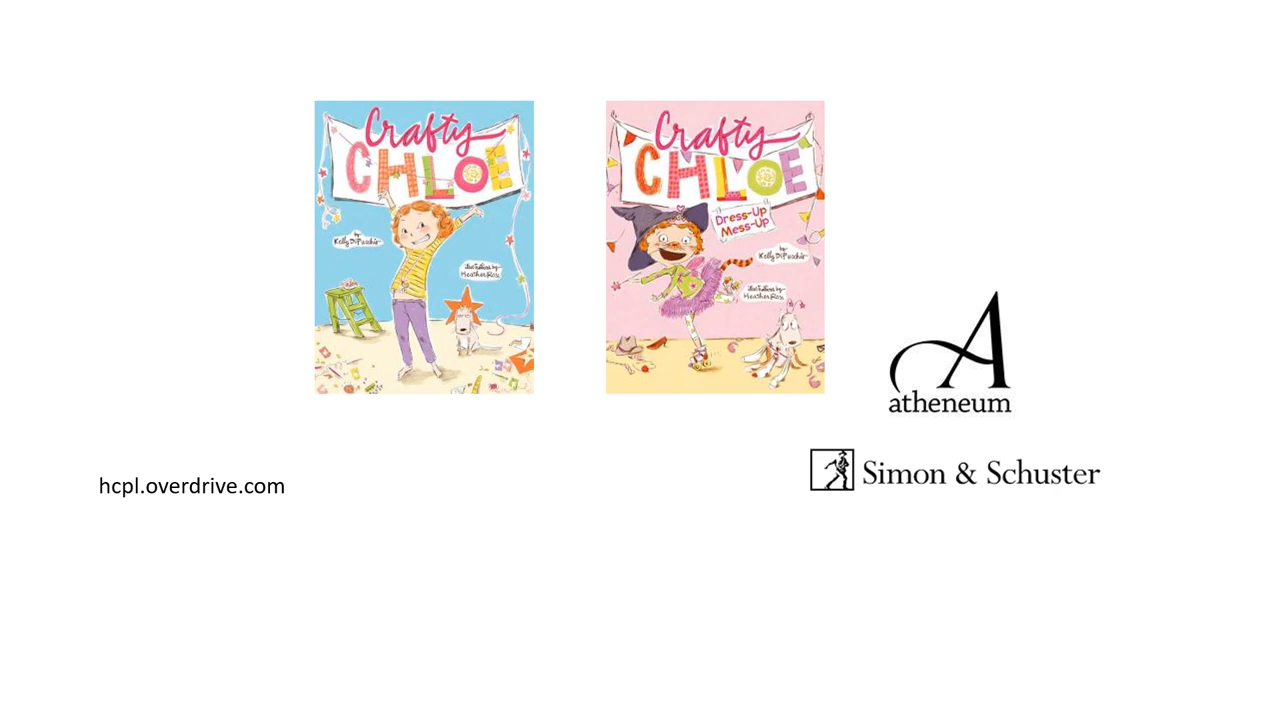 Crafty
CHLOE
by
Kelly DiPucchio
illustrations by
Heather Ross
Crafty
CHLOE
Dress-Up
Mess-Up
by
Kelly DiPucchio
illustrations by
Heather Ross
A
atheneum
Simon & Schuster
hcpl.overdrive.com